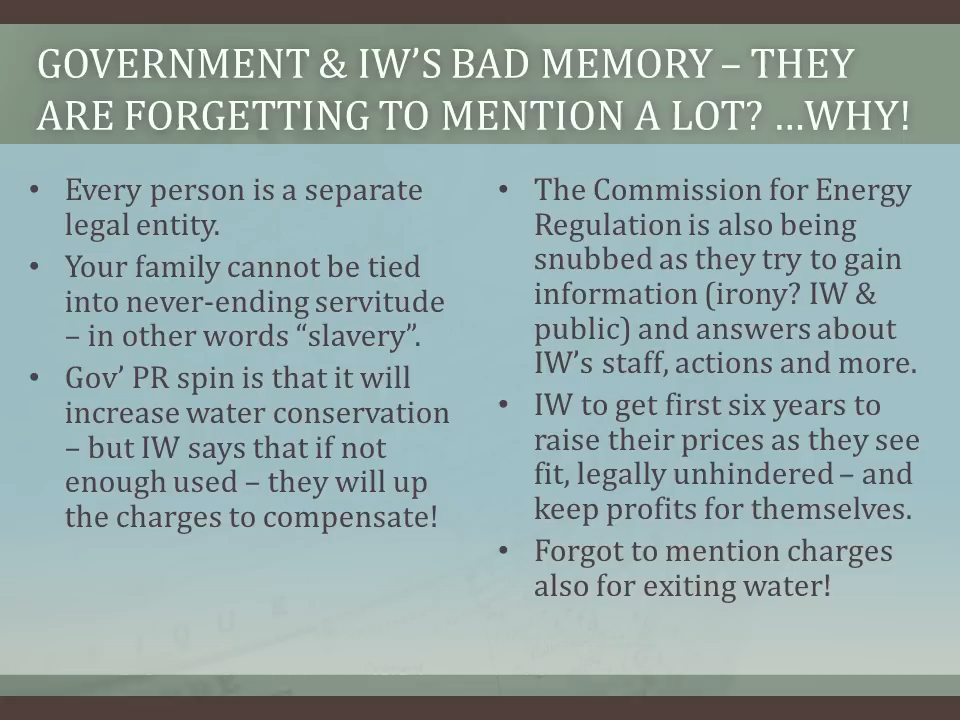 GOVERNMENT & IW’S BAD MEMORY – THEY
ARE FORGETTING TO MENTION A LOT? …WHY!
• Every person is a separate
legal entity.
• Your family cannot be tied
into never-ending servitude
– in other words “slavery”.
• Gov’ PR spin is that it will
increase water conservation
– but IW says that if not
enough used – they will up
the charges to compensate!
• The Commission for Energy
Regulation is also being
snubbed as they try to gain
information (irony? IW &
public) and answers about
IW’s staff, actions and more.
• IW to get first six years to
raise their prices as they see
fit, legally unhindered – and
keep profits for themselves.
• Forgot to mention charges
also for exiting water!